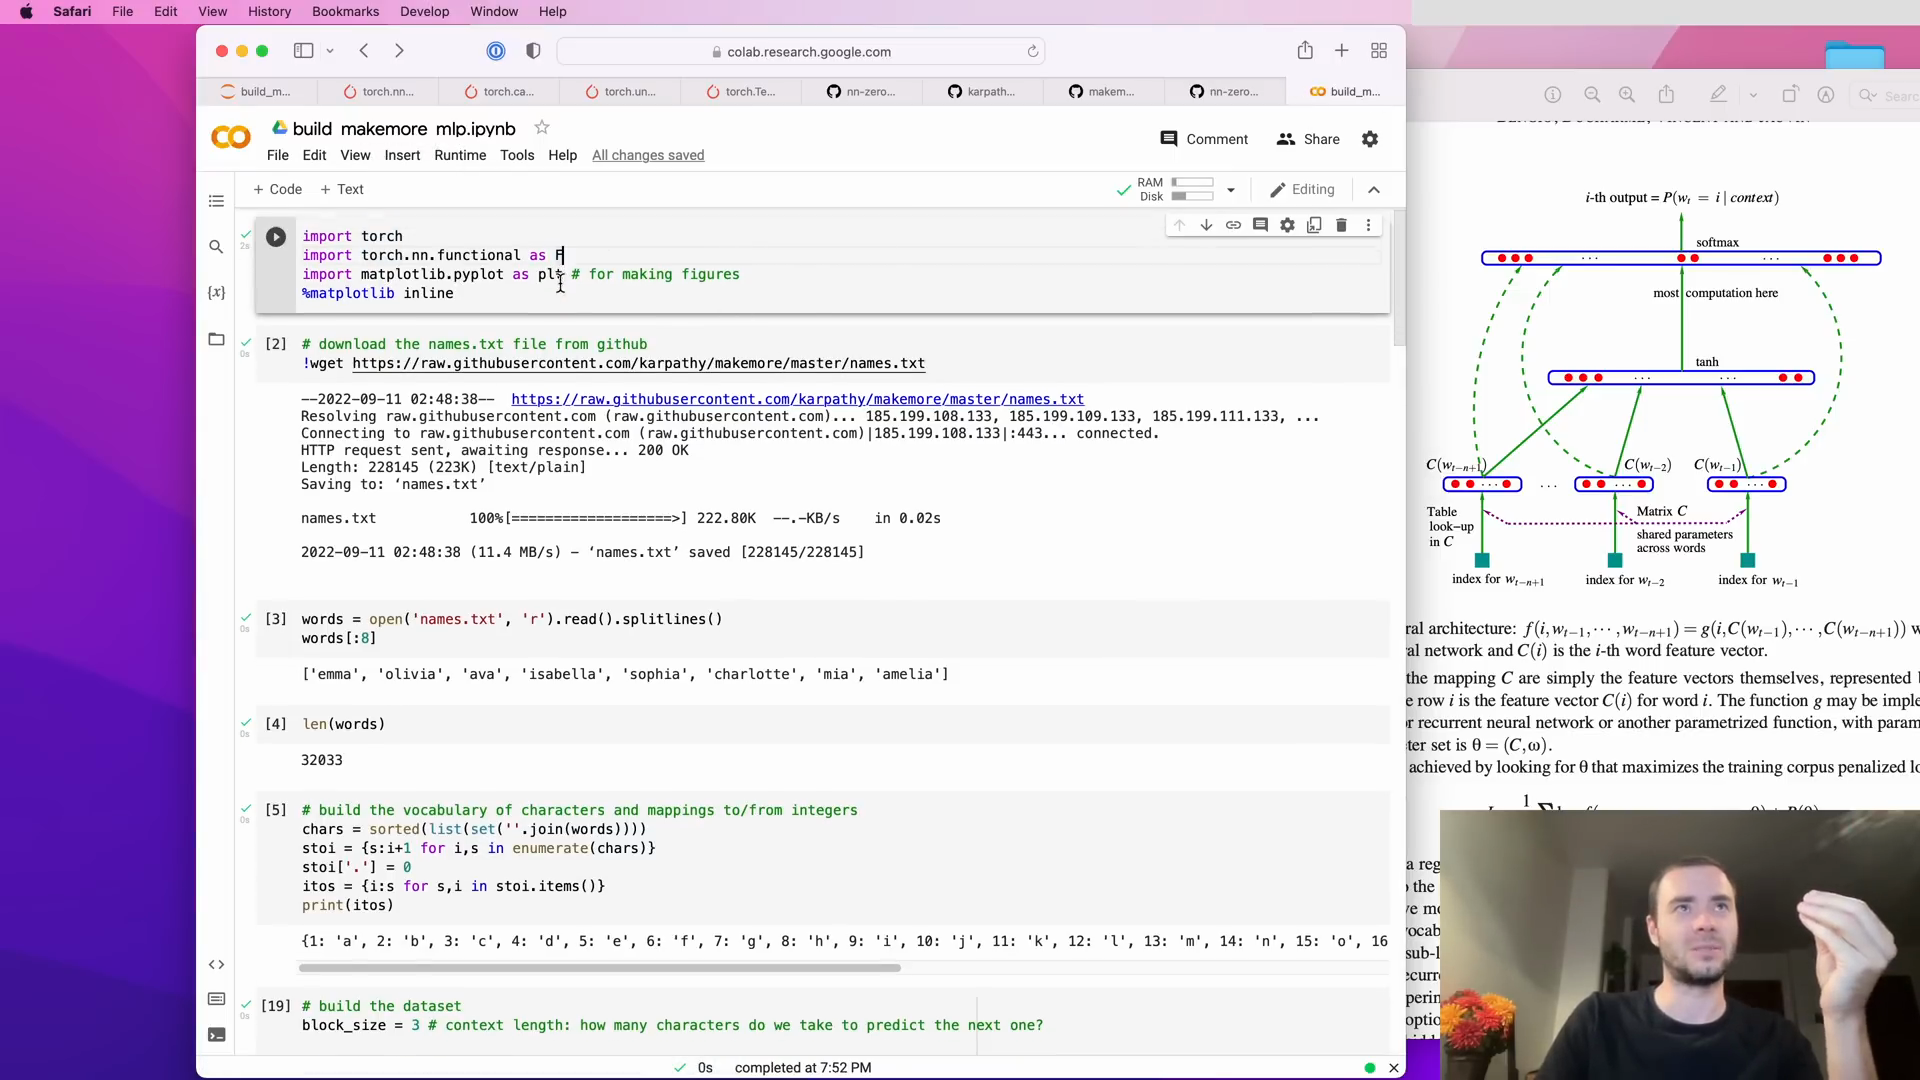 Safari File Edit View History Bookmarks Develop Window Help
colab.research.google.com
build_m... torch.nn... torch.ca... torch.un... torch.Te... nn-zero... karpath... makem... nn-zero... build_m...
build makemore mlp.ipynb
Comment Share
File Edit View Insert Runtime Tools Help All changes saved
+ Code + Text
RAM
Disk
Editing
2s
import torch
import torch.nn.functional as F
import matplotlib.pyplot as plt # for making figures
%matplotlib inline
[2] # download the names.txt file from github
0s
!wget https://raw.githubusercontent.com/karpathy/makemore/master/names.txt
--2022-09-11 02:48:38-- https://raw.githubusercontent.com/karpathy/makemore/master/names.txt
Resolving raw.githubusercontent.com (raw.githubusercontent.com)... 185.199.108.133, 185.199.109.133, 185.199.111.133, ...
Connecting to raw.githubusercontent.com (raw.githubusercontent.com)|185.199.108.133|:443... connected.
HTTP request sent, awaiting response... 200 OK
Length: 228145 (223K) [text/plain]
Saving to: ‘names.txt’
names.txt 100%[===================>] 222.80K --.-KB/s in 0.02s
2022-09-11 02:48:38 (11.4 MB/s) - ‘names.txt’ saved [228145/228145]
[3] words = open('names.txt', 'r').read().splitlines()
0s
words[:8]
['emma', 'olivia', 'ava', 'isabella', 'sophia', 'charlotte', 'mia', 'amelia']
[4] len(words)
0s
32033
[5] # build the vocabulary of characters and mappings to/from integers
0s
chars = sorted(list(set(''.join(words))))
stoi = {s:i+1 for i,s in enumerate(chars)}
stoi['.'] = 0
itos = {i:s for s,i in stoi.items()}
print(itos)
{1: 'a', 2: 'b', 3: 'c', 4: 'd', 5: 'e', 6: 'f', 7: 'g', 8: 'h', 9: 'i', 10: 'j', 11: 'k', 12: 'l', 13: 'm', 14: 'n', 15: 'o', 16
[19] # build the dataset
0s
block_size = 3 # context length: how many characters do we take to predict the next one?
0s completed at 7:52 PM
Search
i-th output = P(w_t = i | context)
softmax
most computation here
tanh
C(w_{t−n+1}) C(w_{t−2}) C(w_{t−1})
Table
look−up
in C
Matrix C
shared parameters
across words
index for w_{t−n+1} index for w_{t−2} index for w_{t−1}
ral architecture: f(i,w_{t−1},···,w_{t−n+1}) = g(i,C(w_{t−1}),···,C(w_{t−n+1})) w
ral network and C(i) is the i-th word feature vector.
the mapping C are simply the feature vectors themselves, represented b
e row i is the feature vector C(i) for word i. The function g may be imple
or recurrent neural network or another parametrized function, with param
ter set is θ = (C,ω).
achieved by looking for θ that maximizes the training corpus penalized lo
a reg
o the
ve mo
vocab
sub-l
ecurr
perin
optio